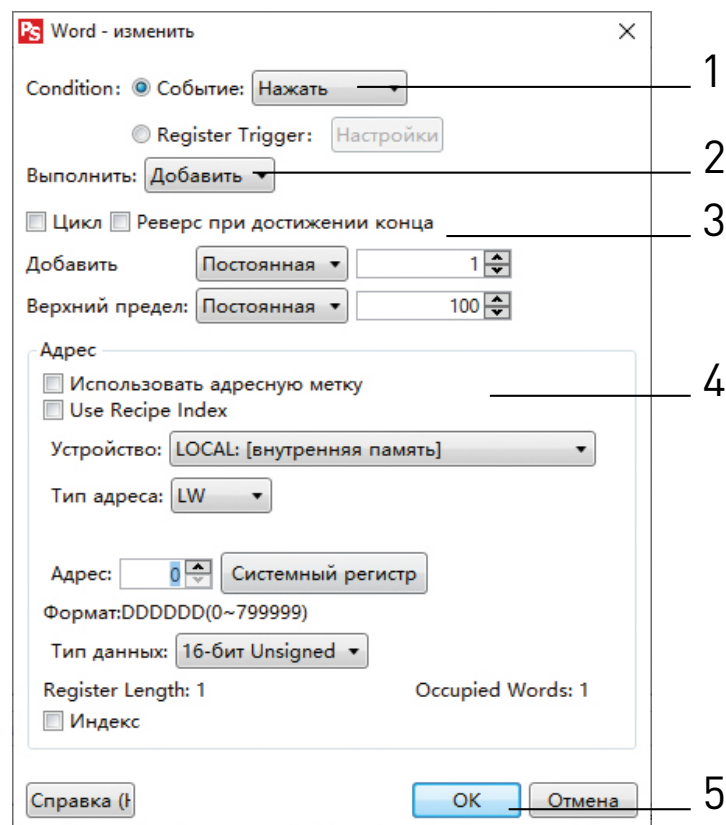 PS Word - изменить
Condition: Событие: Нажать 1
Register Trigger: Настройки
Выполнить: Добавить 2
Цикл Реверс при достижении конца 3
Добавить Постоянная 1
Верхний предел: Постоянная 100
Адрес
Использовать адресную метку 4
Use Recipe Index
Устройство: LOCAL: [внутренняя память]
Тип адреса: LW
Адрес: 0 Системный регистр
Формат:DDDDDD(0~799999)
Тип данных: 16-бит Unsigned
Register Length: 1 Occupied Words: 1
Индекс
Справка (H OK Отмена 5